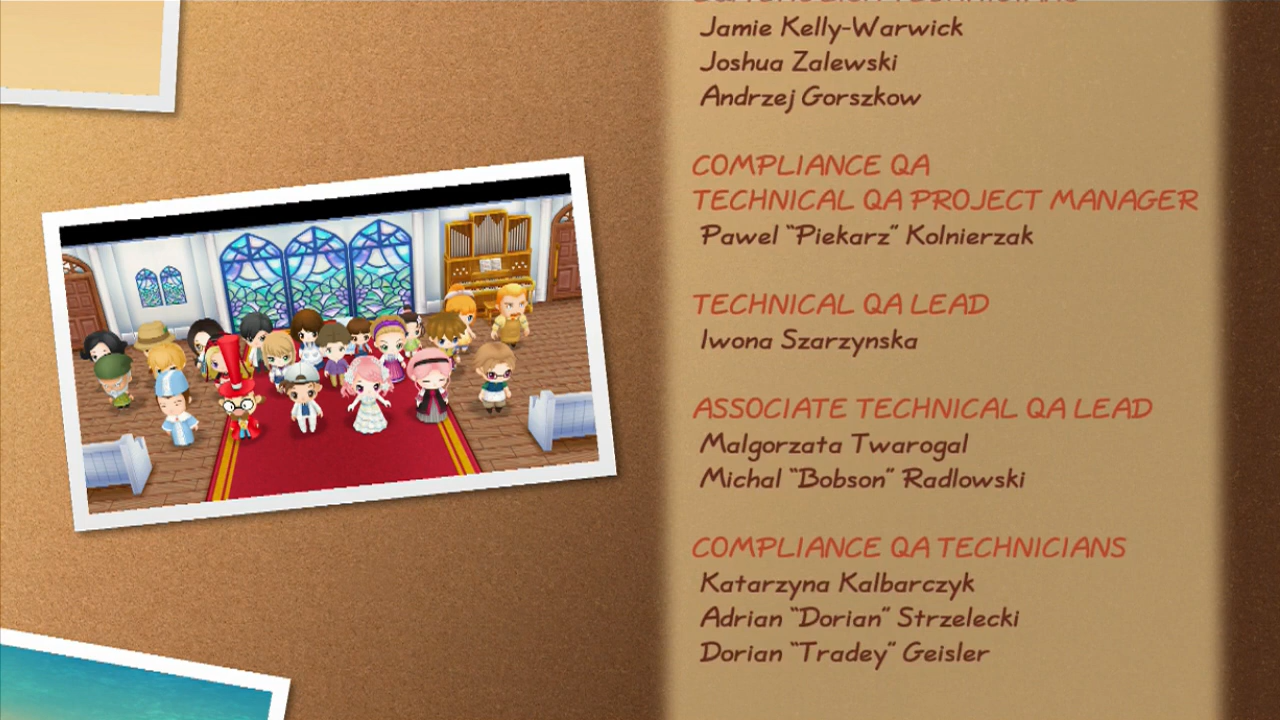 Jamie Kelly-Warwick
Joshua Zalewski
Andrzej Gorszkow
COMPLIANCE QA
TECHNICAL QA PROJECT MANAGER
Pawel "Piekarz" Kolnierzak
TECHNICAL QA LEAD
Iwona Szarzynska
ASSOCIATE TECHNICAL QA LEAD
Malgorzata Twarogal
Michal "Bobson" Radlowski
COMPLIANCE QA TECHNICIANS
Katarzyna Kalbarczyk
Adrian "Dorian" Strzelecki
Dorian "Tradey" Geisler